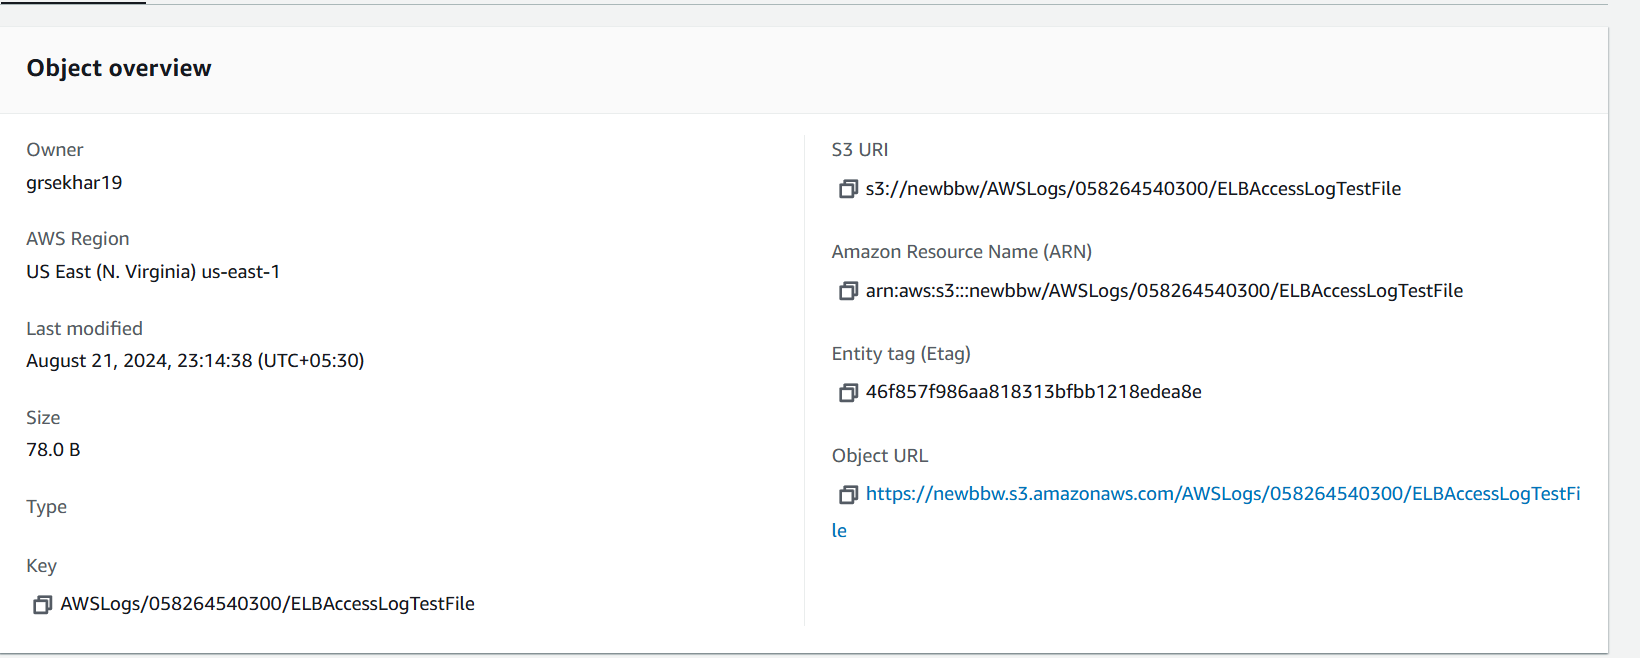 Object overview
Owner
grsekhar19
AWS Region
US East (N. Virginia) us-east-1
Last modified
August 21, 2024, 23:14:38 (UTC+05:30)
Size
78.0 B
Type
Key
AWSLogs/058264540300/ELBAccessLogTestFile
S3 URI
s3://newbbw/AWSLogs/058264540300/ELBAccessLogTestFile
Amazon Resource Name (ARN)
arn:aws:s3:::newbbw/AWSLogs/058264540300/ELBAccessLogTestFile
Entity tag (Etag)
46f857f986aa818313bfbb1218edea8e
Object URL
https://newbbw.s3.amazonaws.com/AWSLogs/058264540300/ELBAccessLogTestFi
le